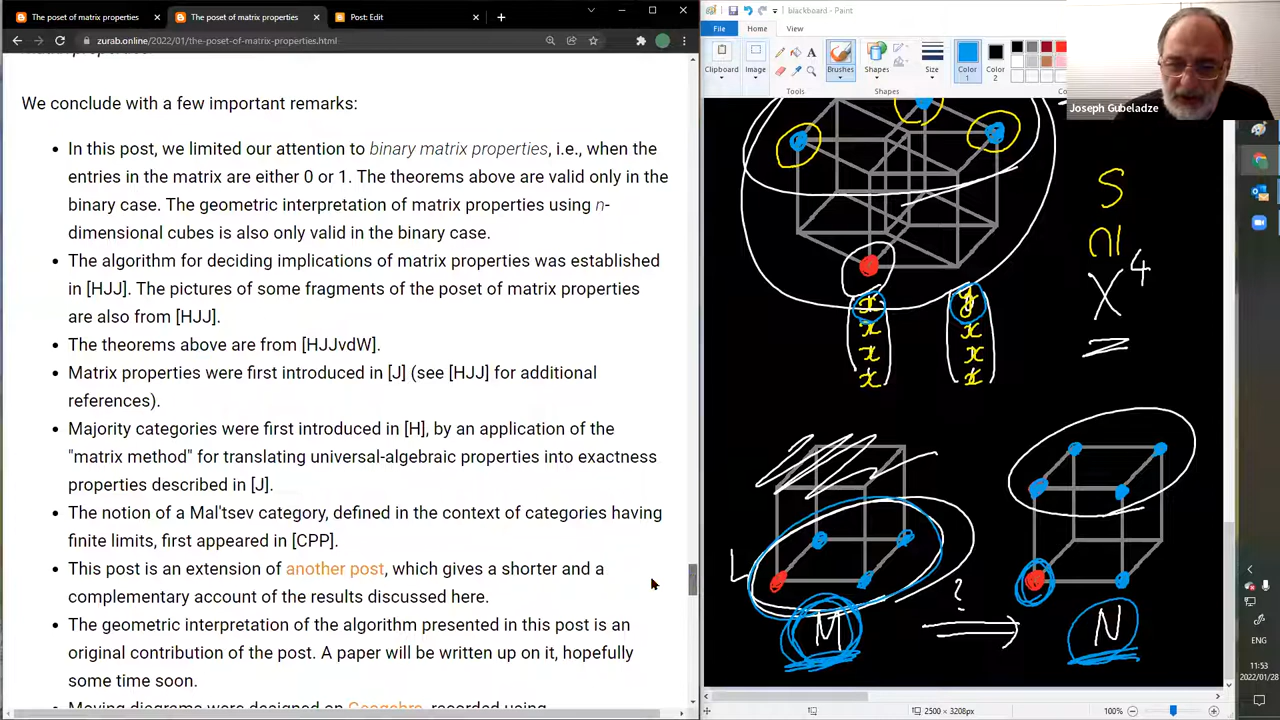 The poset of matrix properties
The poset of matrix properties
Post: Edit
zurab.online/2022/01/the-poset-of-matrix-properties.html
We conclude with a few important remarks:
In this post, we limited out attention to binary matrix properties, i.e., when the
entries in the matrix are either 0 or 1. The theorems above are valid only in the
binary case. The geometric interpretation of matrix properties using n-
dimensional cubes is also only valid in the binary case.
The algorithm for deciding implications of matrix properties was established
in [HJJ]. The pictures of some fragments of the poset of matrix properties
are also from [HJJ].
The theorems above are from [HJJvdW].
Matrix properties were first introduced in [J] (see [HJJ] for additional
references).
Majority categories were first introduced in [H], by an application of the
"matrix method" for translating universal-algebraic properties into exactness
properties described in [J].
The notion of a Mal'tsev category, defined in the context of categories having
finite limits, first appeared in [CPP].
This post is an extension of another post, which gives a shorter and a
complementary account of the results discussed here.
The geometric interpretation of the algorithm presented in this post is an
original contribution of the post. A paper will be written up on it, hopefully
some time soon.
Moving diagrams were designed on Geogebra, recorded using
blackboard - Paint
File
Home
View
Clipboard
Image
Tools
Brushes
Shapes
Shapes
Size
Color
1
Color
2
Joseph Gubeladze
S
X 4
x y
x x
x x
x x
?
M N
100%
2500 × 3208px
ENG
11:53
2022/01/28